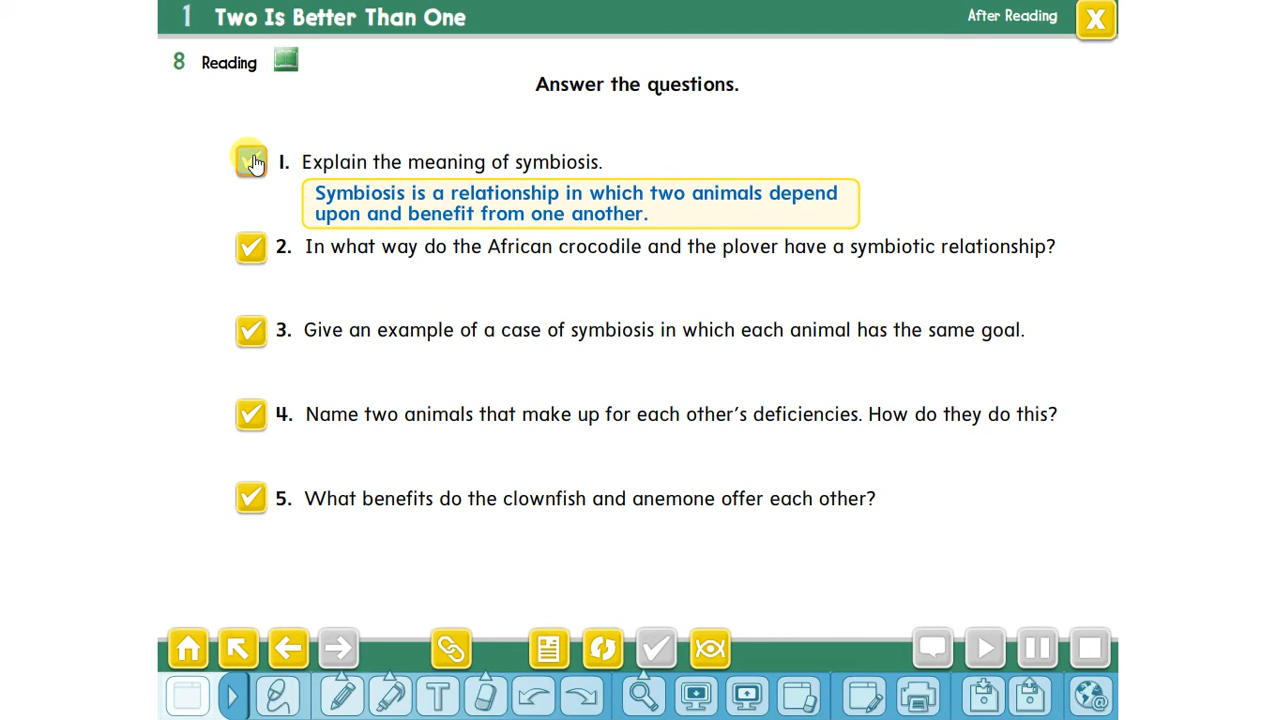 1 Two Is Better Than One
After Reading
X
8 Reading
Answer the questions.
1. Explain the meaning of symbiosis.
Symbiosis is a relationship in which two animals depend
upon and benefit from one another.
2. In what way do the African crocodile and the plover have a symbiotic relationship?
3. Give an example of a case of symbiosis in which each animal has the same goal.
4. Name two animals that make up for each other's deficiencies. How do they do this?
5. What benefits do the clownfish and anemone offer each other?
T
@